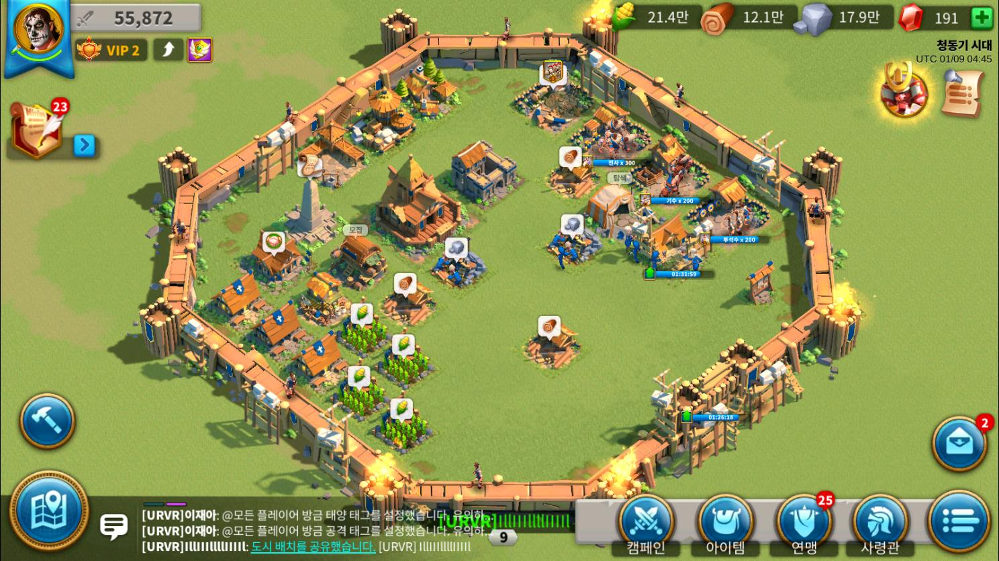 55,872
21.4만
12.1만
17.9만
191
VIP 2
청동기 시대
UTC 01/09 04:45
23
전사 x 300
탐색
기수 x 200
투석수 x 200
모집
01:31:59
01:26:18
2
[URVR]이재아: @모든 플레이어 방금 태양 태그를 설정했습니다. 유의하...
[URVR]이재아: @모든 플레이어 방금 공격 태그를 설정했습니다. 유의하...
도시 배치를 공유했습니다. [URVR]
[URVR]
9
25
캠페인
아이템
연맹
사령관